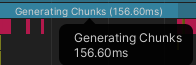 Generating Chunks (156.60ms)
Generating Chunks
156.60ms